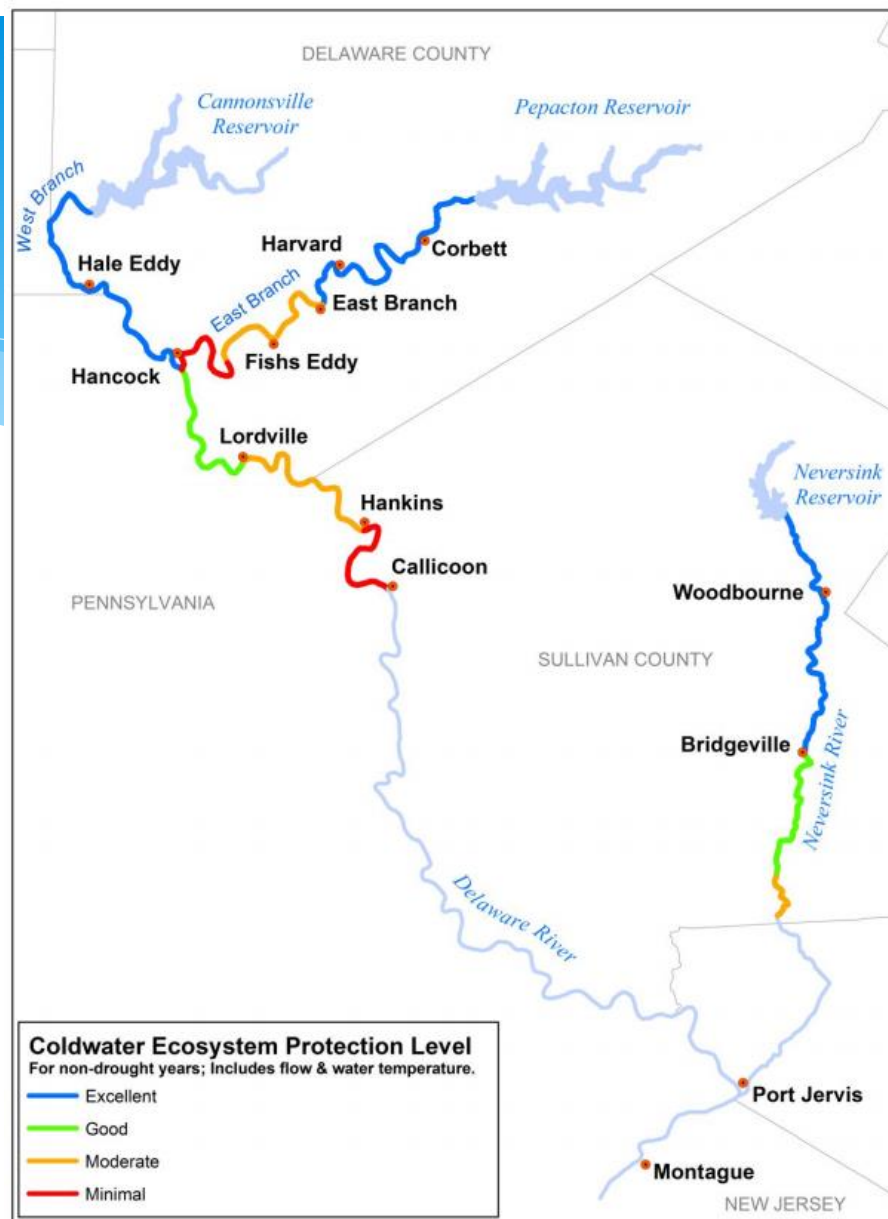 DELAWARE COUNTY
Cannonsville
Reservoir
Pepacton Reservoir
West Branch
Harvard
Corbett
Hale Eddy
East Branch
East Branch
Fishs Eddy
Hancock
Lordville
Neversink
Reservoir
Hankins
Callicoon
Woodbourne
PENNSYLVANIA
SULLIVAN COUNTY
Bridgeville
Neversink River
Delaware River
Coldwater Ecosystem Protection Level
For non-drought years; Includes flow & water temperature.
Excellent
Good
Moderate
Minimal
Port Jervis
Montague
NEW JERSEY